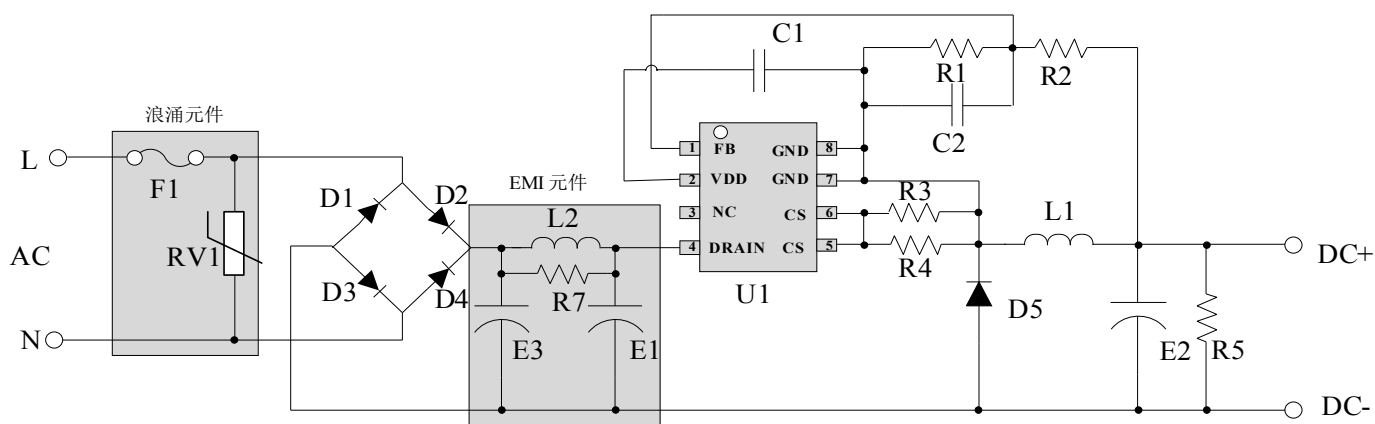 C1
R1
R2
C2
浪涌元件
L
F1
1 FB GND 8
2 VDD GND 7
3 NC CS 6
4 DRAIN CS 5
U1
EMI 元件
D1
D2
L2
R3
L1
AC
RV1
DC+
R4
D3
D4
R7
D5
N
E3
E1
E2
R5
DC-